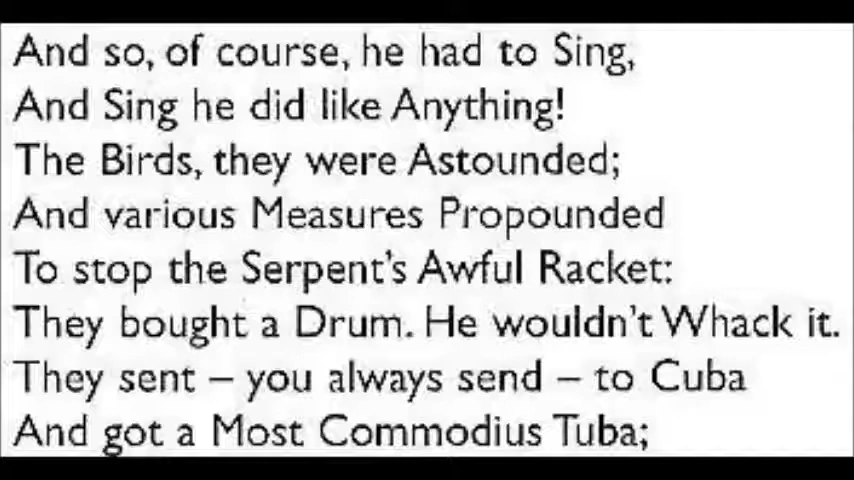 And so, of course, he had to Sing,
And Sing he did like Anything!
The Birds, they were Astounded;
And various Measures Propounded
To stop the Serpent's Awful Racket:
They bought a Drum. He wouldn't Whack it.
They sent – you always send – to Cuba
And got a Most Commodius Tuba;